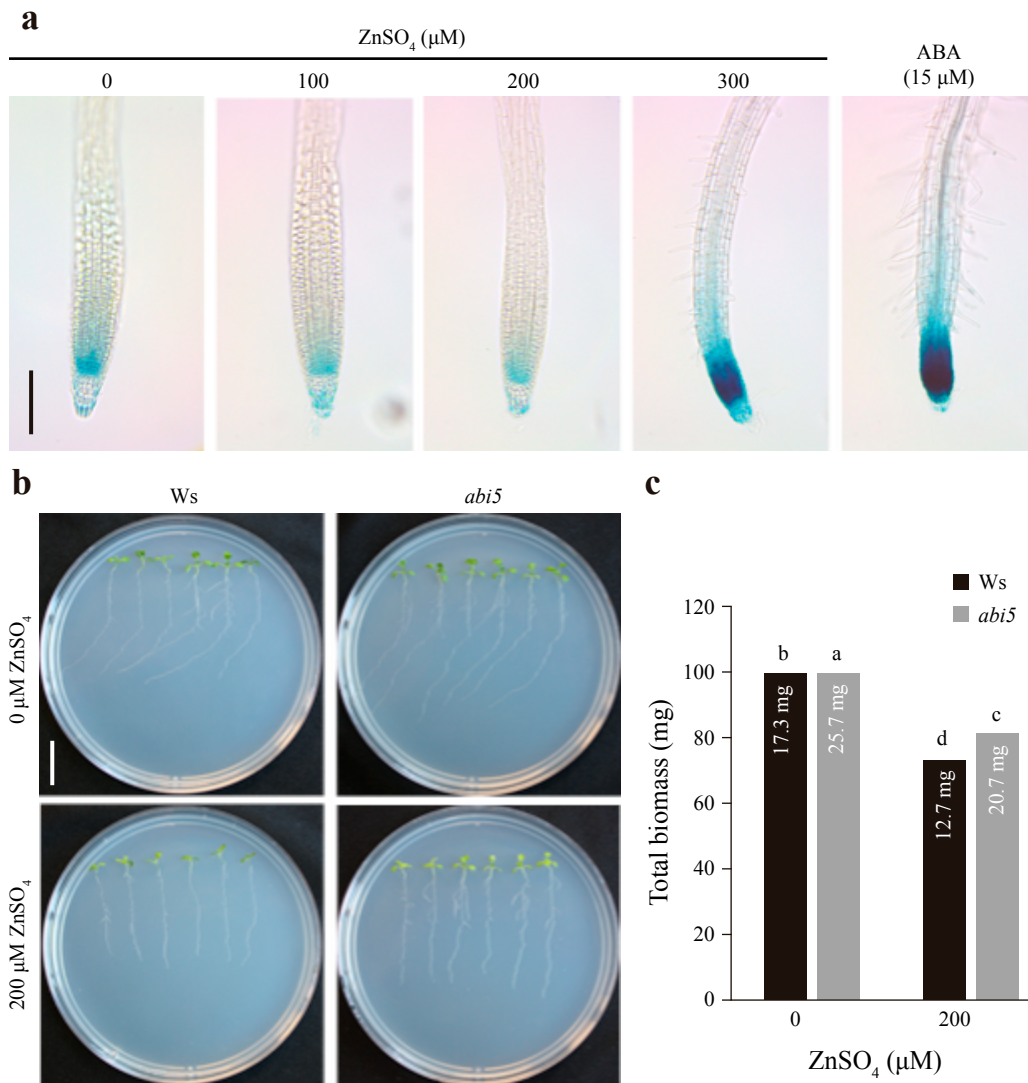 a
ZnSO4 (μM)
0 100 200 300
ABA
(15 μM)
b
Ws abi5
0 μM ZnSO4
200 μM ZnSO4
c
Ws
abi5
Total biomass (mg)
120
100
80
60
40
20
0
b a
17.3 mg 25.7 mg
d c
12.7 mg 20.7 mg
0 200
ZnSO4 (μM)